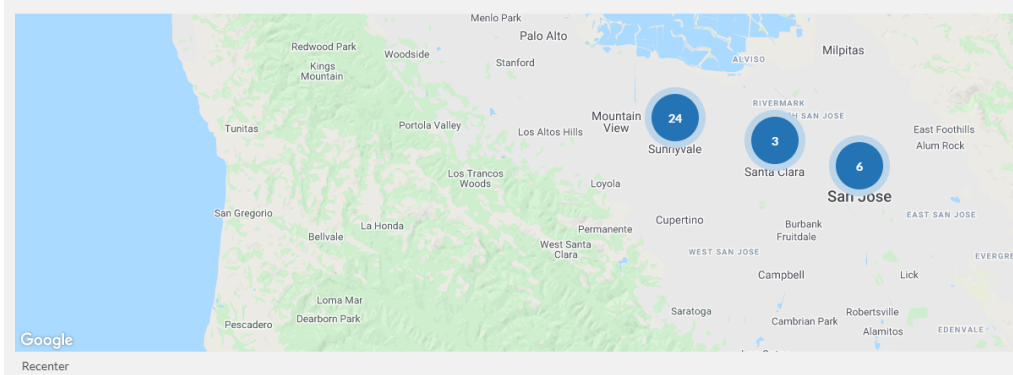 Menlo Park
Palo Alto
Redwood Park
Woodside
Milpitas
Kings
Mountain
Stanford
ALVISO
RIVERMARK
Mountain
View
24
H SAN JOSE
Tunitas
Portola Valley
Los Altos Hills
East Foothills
3
Alum Rock
Sunnyvale
6
Los Trancos
Woods
Santa Clara
Loyola
San Jose
San Gregorio
EAST SAN JOSE
La Honda
Cupertino
Burbank
Bellvale
Permanente
Fruitdale
West Santa
Clara
WEST SAN JOSE
EVERGRE
Campbell
Lick
Loma Mar
Saratoga
Robertsville
Pescadero
Dearborn Park
Cambrian Park
Alamitos
EDENVALE
Google
Recenter